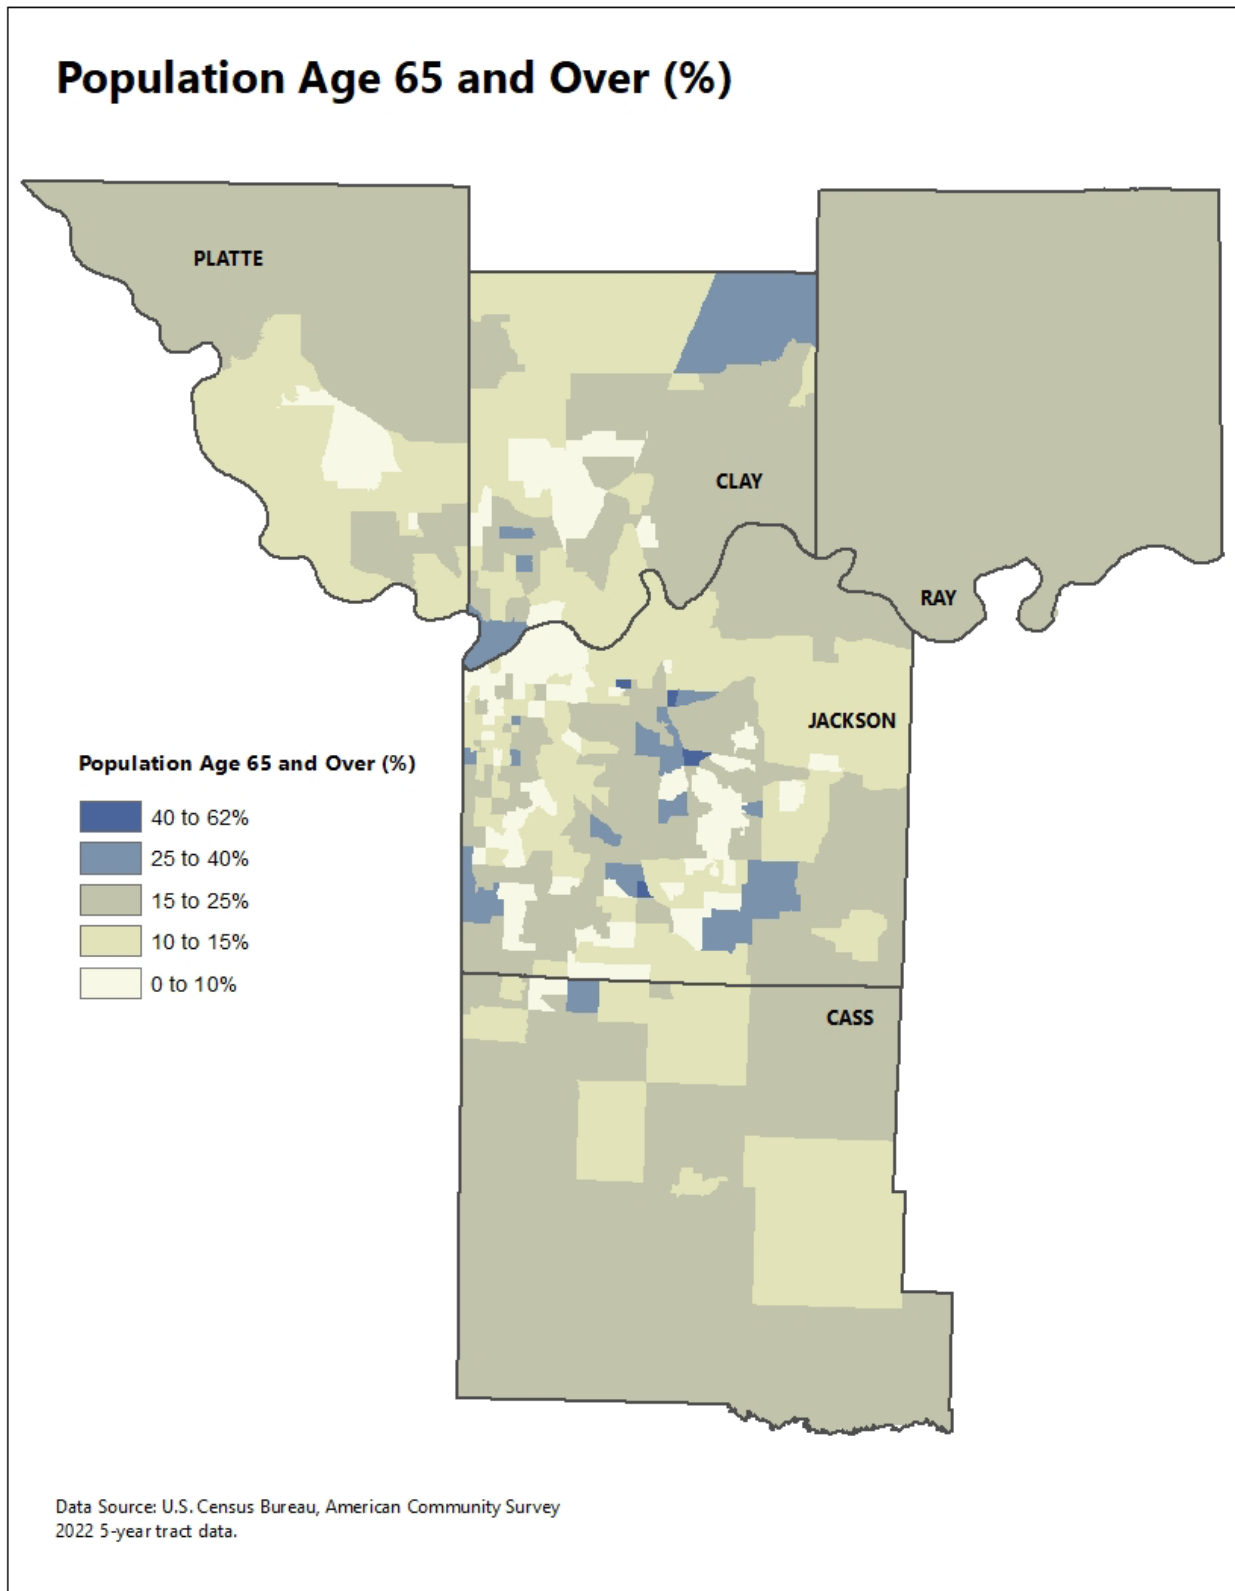 Population Age 65 and Over (%)
PLATTE
CLAY
RAY
JACKSON
Population Age 65 and Over (%)
40 to 62%
25 to 40%
15 to 25%
10 to 15%
0 to 10%
CASS
Data Source: U.S. Census Bureau, American Community Survey
2022 5-year tract data.